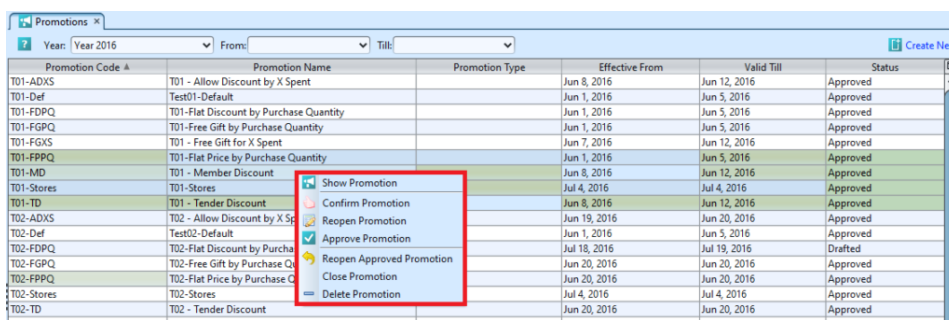 Promotions ×
? Year: Year 2016 From: Till: Create Ne
Promotion Code Promotion Name Promotion Type Effective From Valid Till Status
T01-ADXS T01 - Allow Discount by X Spent Jun 8, 2016 Jun 12, 2016 Approved
T01-Def Test01-Default Jun 1, 2016 Jun 5, 2016 Approved
T01-FDPQ T01-Flat Discount by Purchase Quantity Jun 1, 2016 Jun 5, 2016 Approved
T01-FGPQ T01-Free Gift by Purchase Quantity Jun 1, 2016 Jun 5, 2016 Approved
T01-FGXS T01 - Free Gift for X Spent Jun 7, 2016 Jun 12, 2016 Approved
T01-FPPQ T01-Flat Price by Purchase Quantity Jun 1, 2016 Jun 5, 2016 Approved
T01-MD T01 - Member Discount Jun 8, 2016 Jun 12, 2016 Approved
T01-Stores T01-Stores Jul 4, 2016 Jul 4, 2016 Approved
T01-TD T01 - Tender Discount Jun 8, 2016 Jun 12, 2016 Approved
T02-ADXS T02 - Allow Discount by X Sp Jun 19, 2016 Jun 20, 2016 Approved
T02-Def Test02-Default Jun 1, 2016 Jun 5, 2016 Approved
T02-FDPQ T02-Flat Discount by Purcha Jul 18, 2016 Jul 19, 2016 Drafted
T02-FGPQ T02-Free Gift by Purchase Qu Jun 20, 2016 Jun 20, 2016 Approved
T02-FPPQ T02-Flat Price by Purchase Q Jun 20, 2016 Jun 20, 2016 Approved
T02-Stores T02-Stores Jul 4, 2016 Jul 4, 2016 Approved
T02-TD T02 - Tender Discount Jun 20, 2016 Jun 20, 2016 Approved
Show Promotion
Confirm Promotion
Reopen Promotion
Approve Promotion
Reopen Approved Promotion
Close Promotion
Delete Promotion